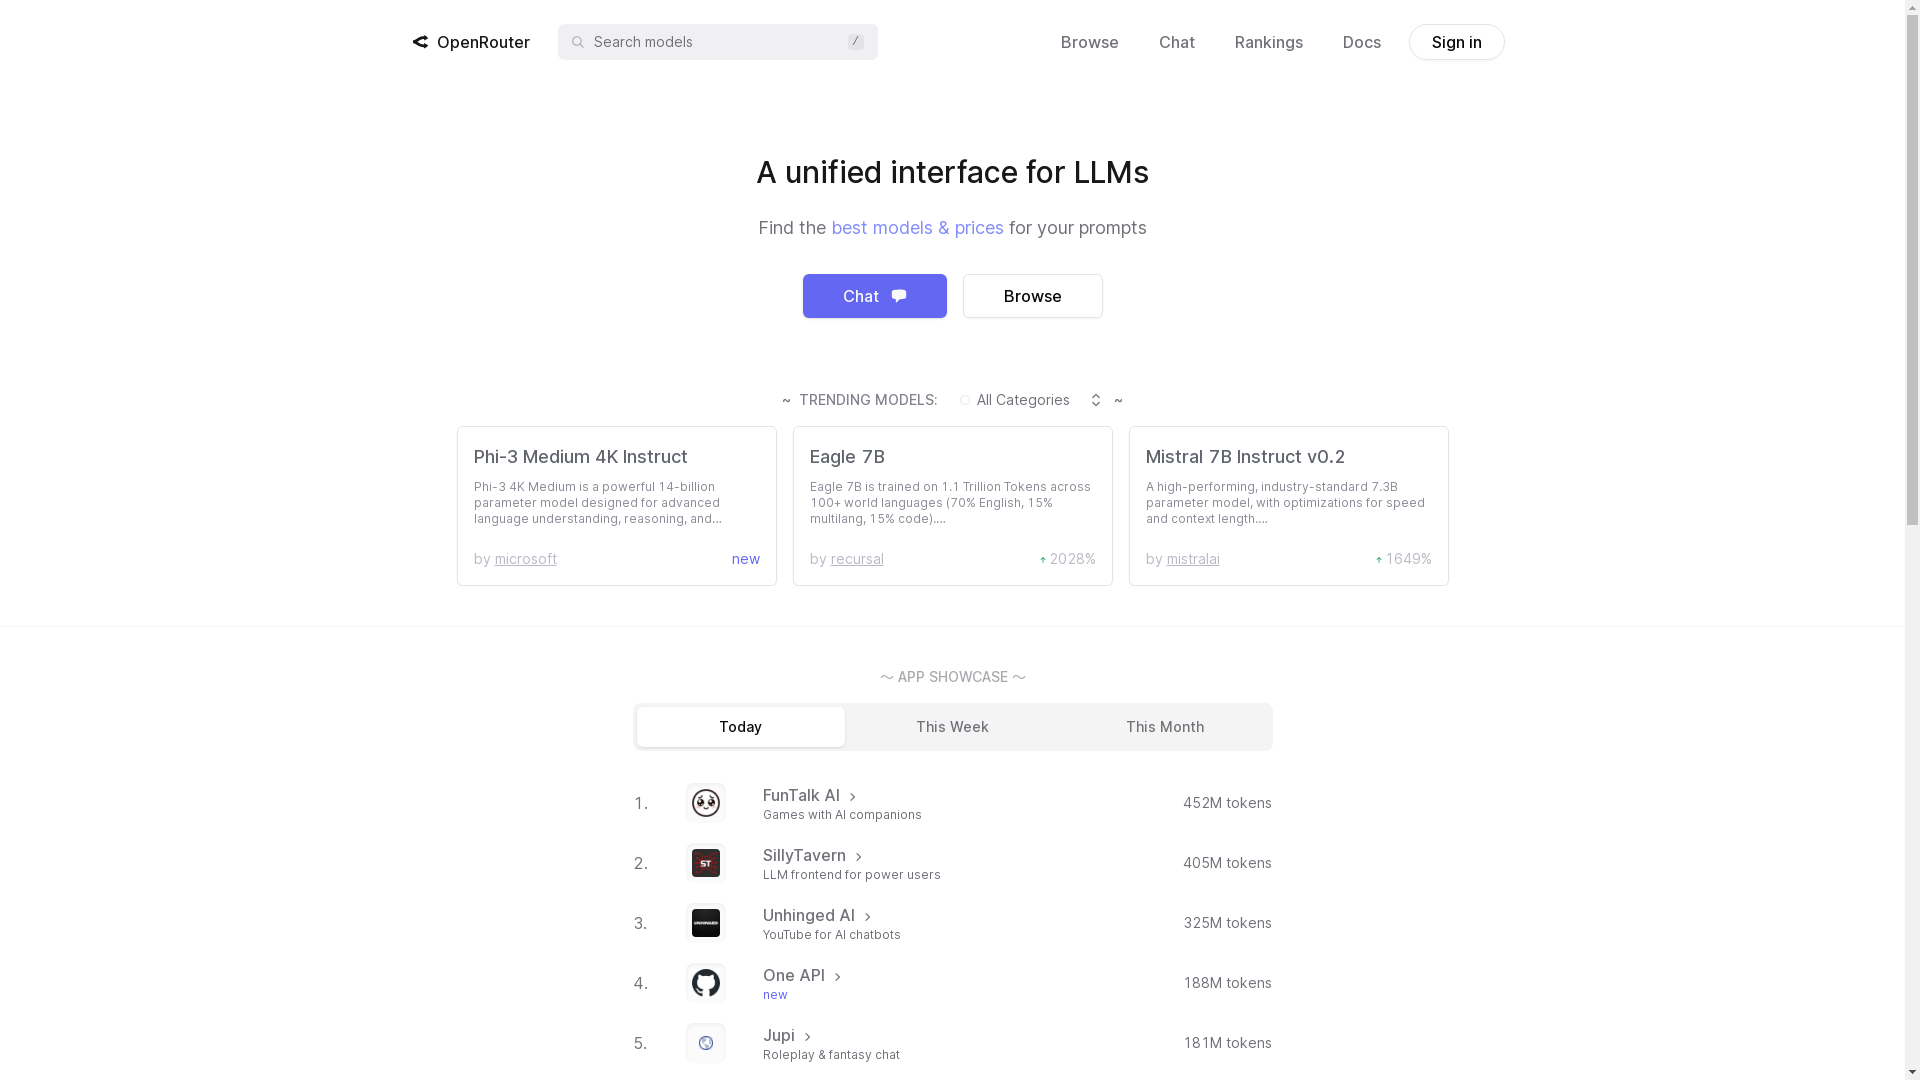 OpenRouter
Search models
/
Browse
Chat
Rankings
Docs
Sign in
A unified interface for LLMs
Find the best models & prices for your prompts
Chat
Browse
~ TRENDING MODELS: All Categories ~
Phi-3 Medium 4K Instruct
Phi-3 4K Medium is a powerful 14-billion
parameter model designed for advanced
language understanding, reasoning, and...
by microsoft
new
Eagle 7B
Eagle 7B is trained on 1.1 Trillion Tokens across
100+ world languages (70% English, 15%
multilang, 15% code)....
by recursal
2028%
Mistral 7B Instruct v0.2
A high-performing, industry-standard 7.3B
parameter model, with optimizations for speed
and context length....
by mistralai
1649%
～ APP SHOWCASE ～
Today
This Week
This Month
1.
FunTalk AI
Games with AI companions
452M tokens
2.
ST
SillyTavern
LLM frontend for power users
405M tokens
3.
UNHINGED
Unhinged AI
YouTube for AI chatbots
325M tokens
4.
One API
new
188M tokens
5.
Jupi
Roleplay & fantasy chat
181M tokens